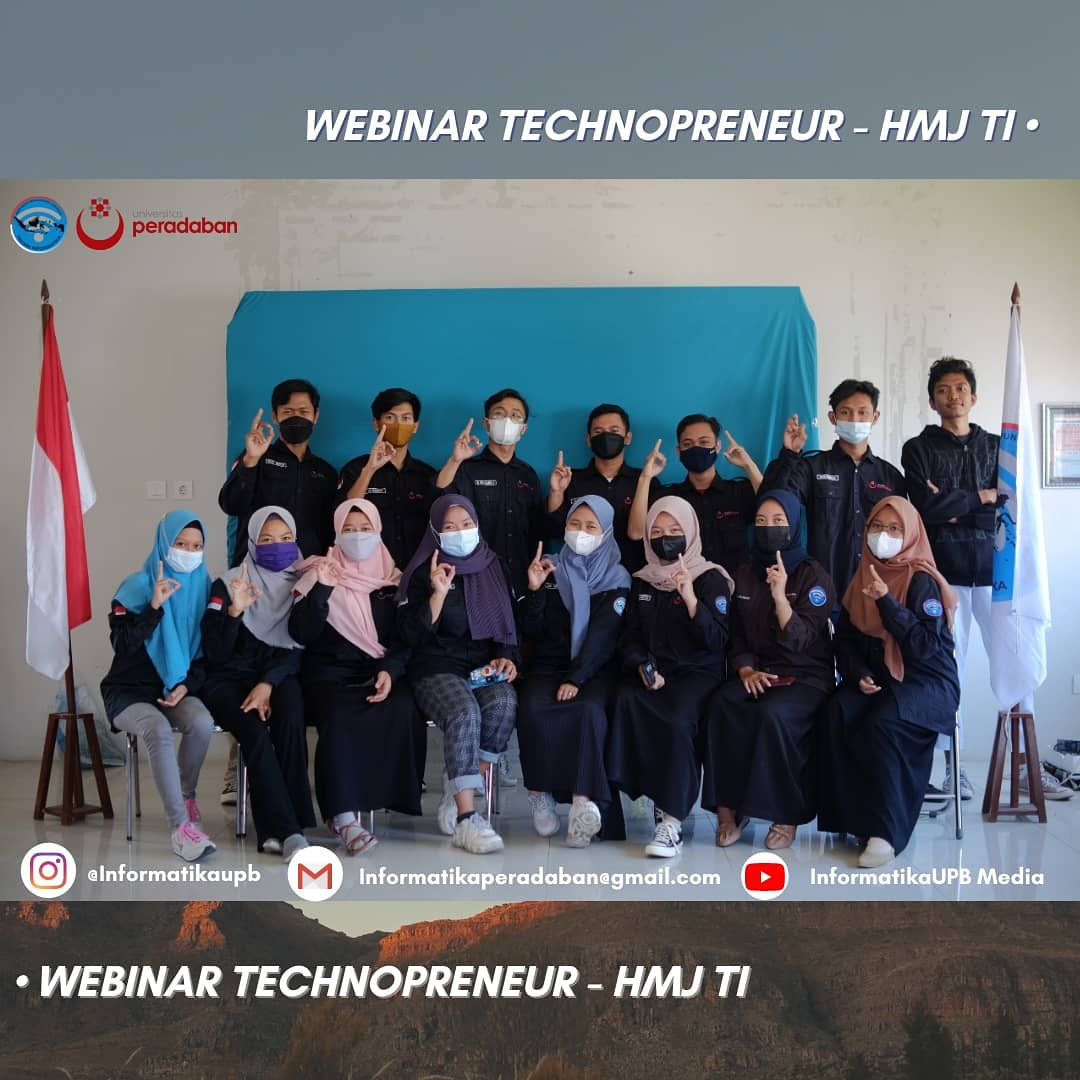 WEBINAR TECHNOPRENEUR - HMJ TI •
universitas
peradaban
@Informatikaupb
Informatikaperadaban@gmail.com
InformatikaUPB Media
• WEBINAR TECHNOPRENEUR - HMJ TI